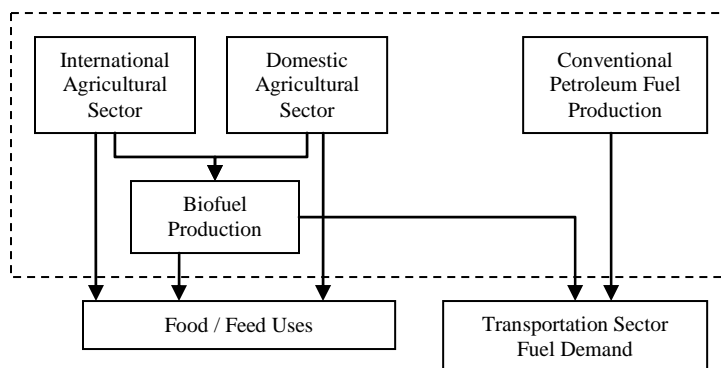 International
Agricultural
Sector
Domestic
Agricultural
Sector
Conventional
Petroleum Fuel
Production
Biofuel
Production
Food / Feed Uses
Transportation Sector
Fuel Demand